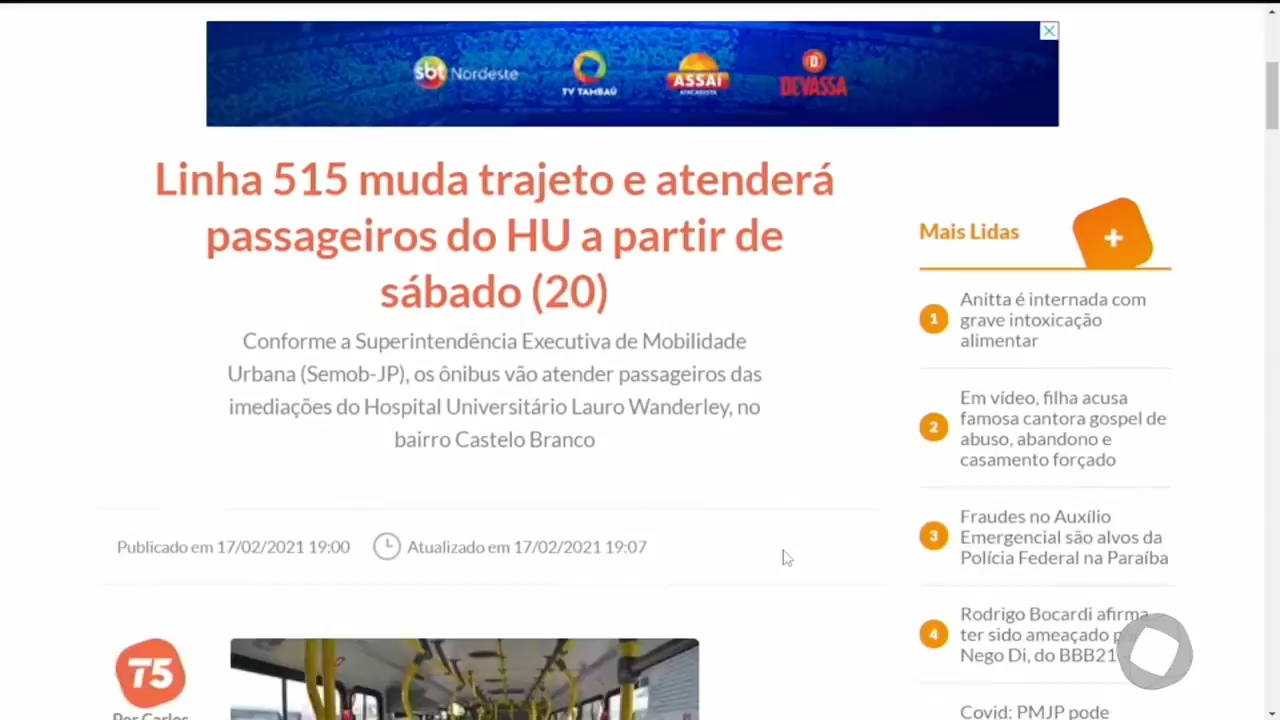 sbt Nordeste
TV TAMBAÚ
ASSAÍ
ATACADISTA
D
DEVASSA
Linha 515 muda trajeto e atenderá
passageiros do HU a partir de
sábado (20)
Conforme a Superintendência Executiva de Mobilidade
Urbana (Semob-JP), os ônibus vão atender passageiros das
imediações do Hospital Universitário Lauro Wanderley, no
bairro Castelo Branco
Publicado em 17/02/2021 19:00
Atualizado em 17/02/2021 19:07
T5
Por Carlos
Mais Lidas
+
1
Anitta é internada com
grave intoxicação
alimentar
2
Em vídeo, filha acusa
famosa cantora gospel de
abuso, abandono e
casamento forçado
3
Fraudes no Auxílio
Emergencial são alvos da
Polícia Federal na Paraíba
4
Rodrigo Bocardi afirma
ter sido ameaçado
Nego Di, do BBB21
Covid: PMJP pode